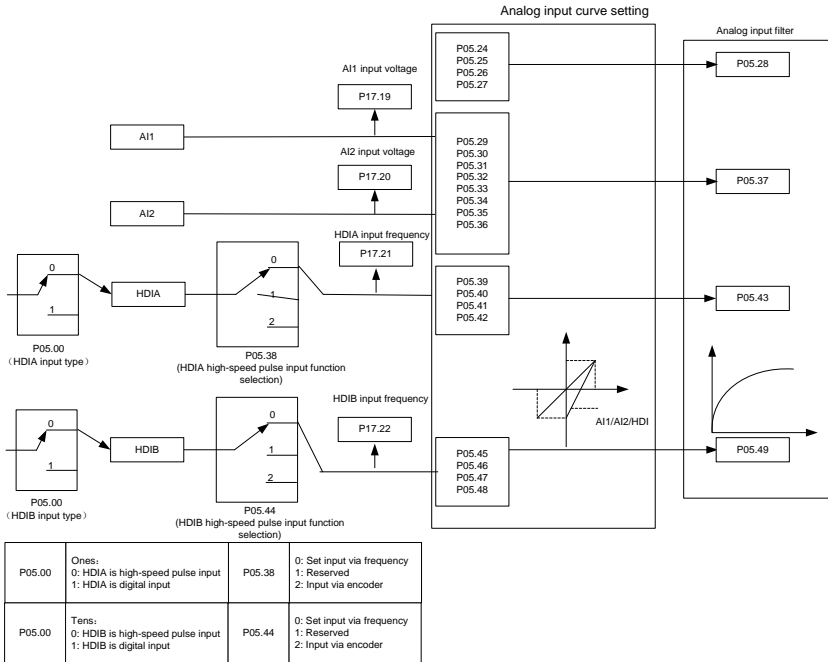 Analog input curve setting
Analog input filter
P05.24
P05.25
P05.26
P05.27
P05.28
AI1 input voltage
P17.19
AI1
AI2 input voltage
P17.20
AI2
P05.29
P05.30
P05.31
P05.32
P05.33
P05.34
P05.35
P05.36
P05.37
HDIA input frequency
P17.21
0
1
HDIA
0
1
2
P05.39
P05.40
P05.41
P05.42
P05.43
P05.00
（HDIA input type）
P05.38
(HDIA high-speed pulse input function
selection)
AI1/AI2/HDI
HDIB input frequency
P17.22
0
1
HDIB
0
1
2
P05.45
P05.46
P05.47
P05.48
P05.49
P05.00
（HDIB input type）
P05.44
(HDIB high-speed pulse input function
selection)
P05.00
Ones：
0: HDIA is high-speed pulse input
1: HDIA is digital input
P05.38
0: Set input via frequency
1: Reserved
2: Input via encoder
P05.00
Tens：
0: HDIB is high-speed pulse input
1: HDIB is digital input
P05.44
0: Set input via frequency
1: Reserved
2: Input via encoder